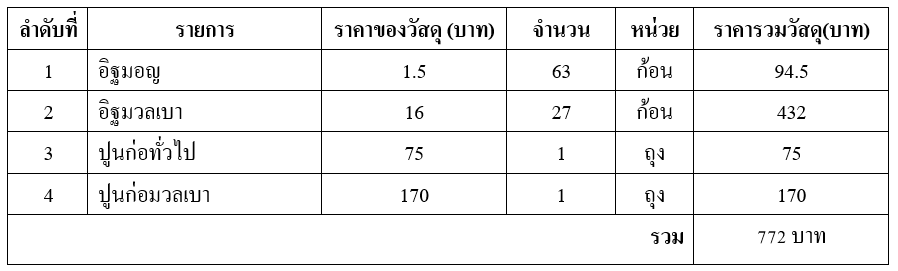 ลำดับที่ รายการ ราคาของวัสดุ (บาท) จำนวน หน่วย ราคารวมวัสดุ(บาท)
1 อิฐมอญ 1.5 63 ก้อน 94.5
2 อิฐมวลเบา 16 27 ก้อน 432
3 ปูนก่อทั่วไป 75 1 ถุง 75
4 ปูนก่อมวลเบา 170 1 ถุง 170
รวม 772 บาท